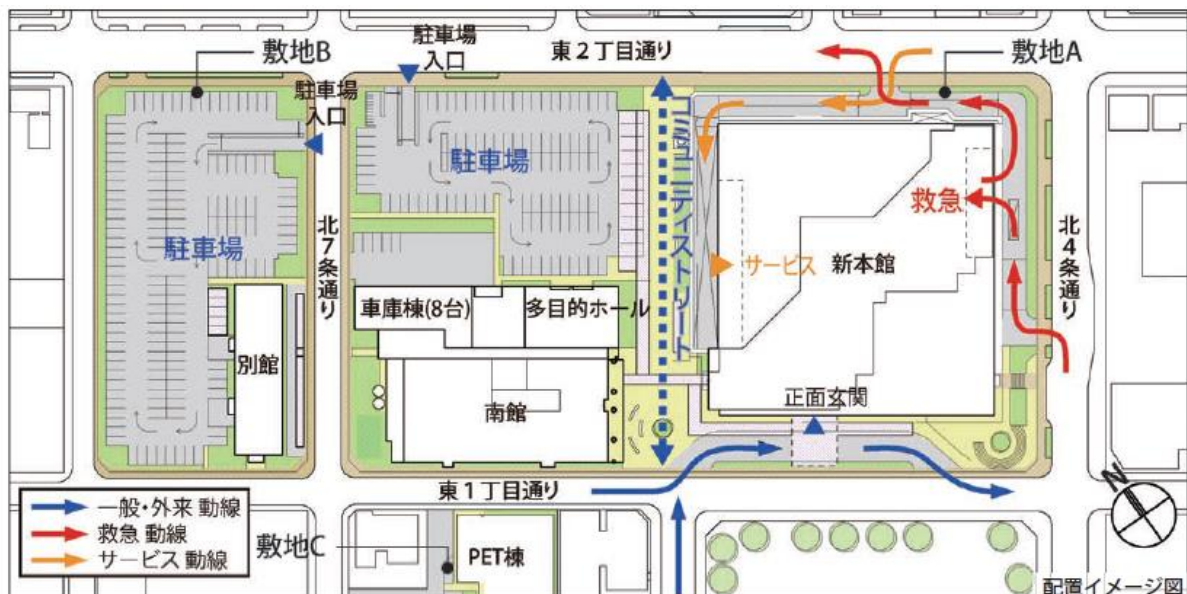 敷地B
駐車場
入口
駐車場
入口
東2丁目通り
敷地A
駐車場
駐車場
コミュニティストリート
救急
サービス
新本館
北7条通り
北4条通り
車庫棟(8台)
多目的ホール
別館
南館
正面玄関
東1丁目通り
一般・外来 動線
救急 動線
サービス 動線
敷地C
PET棟
N
配置イメージ図